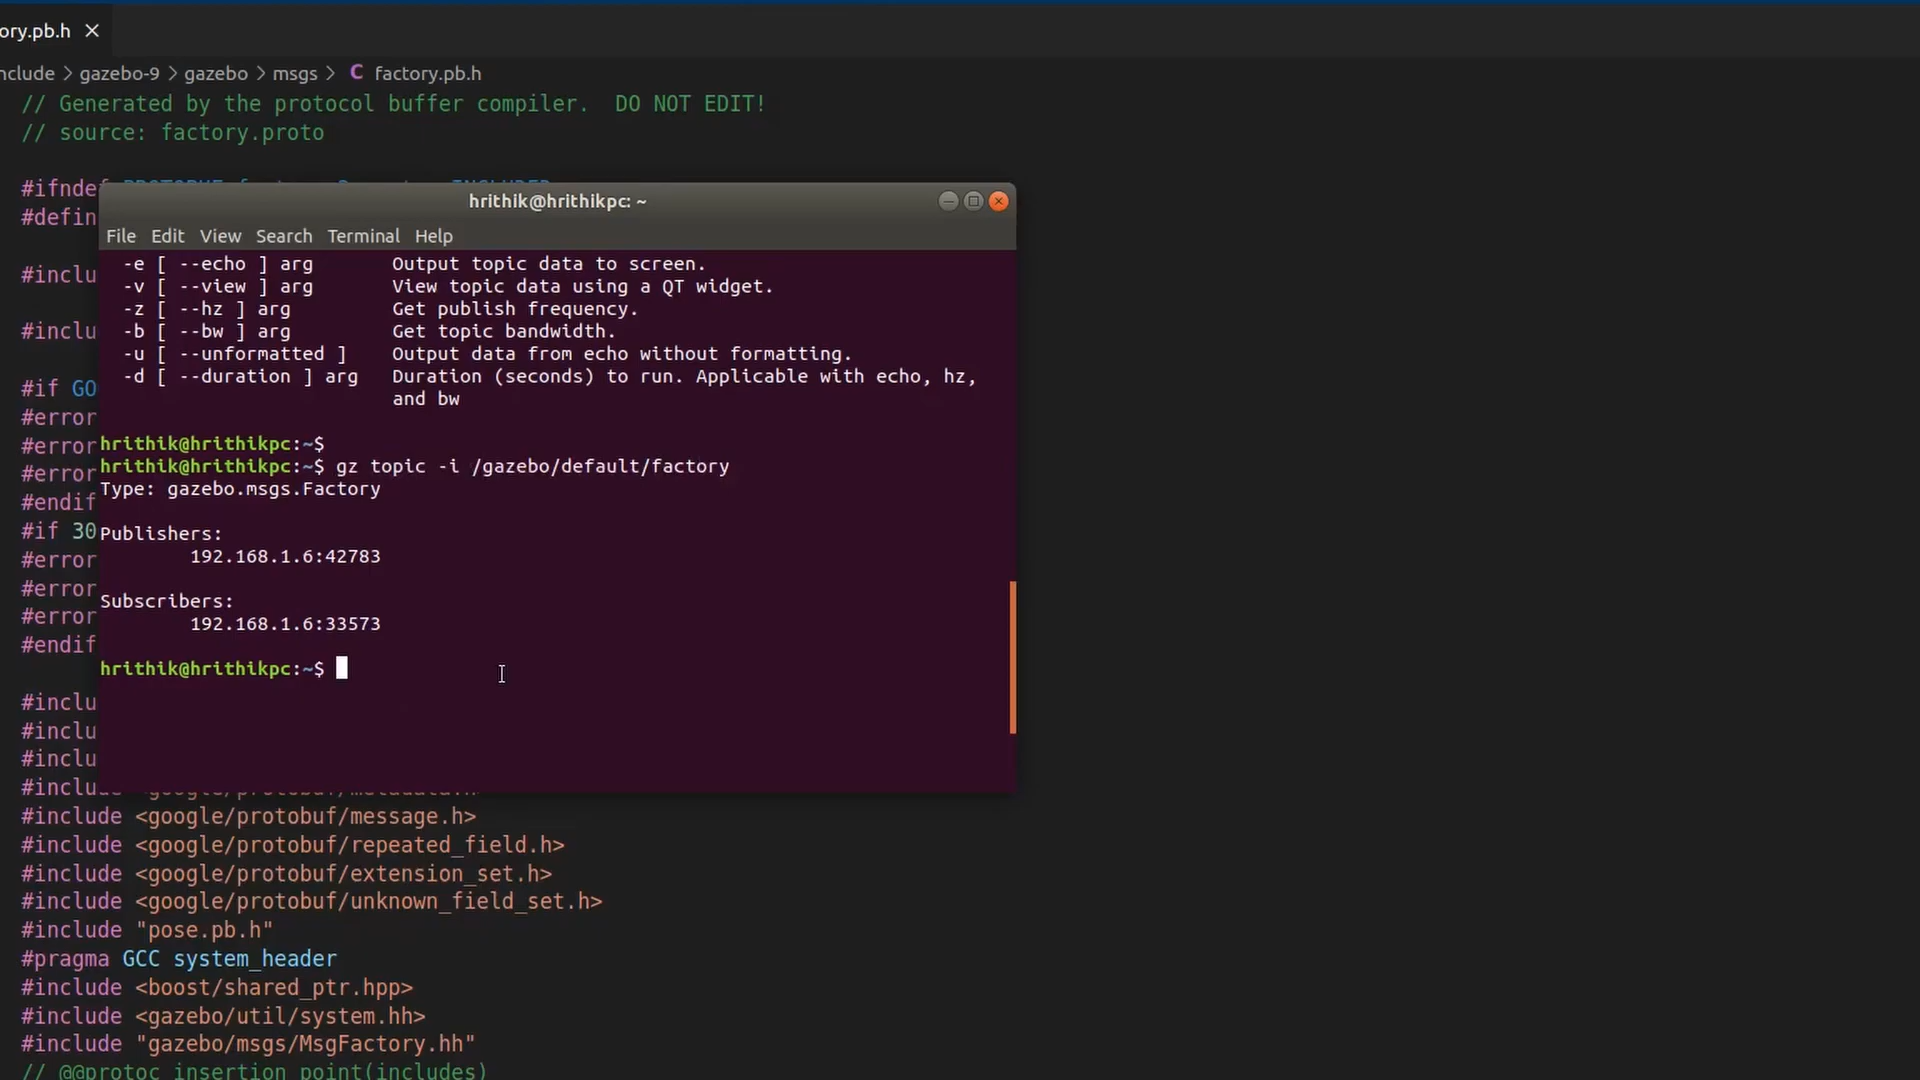 ory.pb.h ×
nclude > gazebo-9 > gazebo > msgs > C factory.pb.h
// Generated by the protocol buffer compiler.  DO NOT EDIT!
// source: factory.proto
#ifndef
#defin
#inclu
#inclu
#if GO
#error
#error
#error
#endif
#if 30
#error
#error
#error
#endif
#inclu
#inclu
#inclu
#inclu
#include <google/protobuf/message.h>
#include <google/protobuf/repeated_field.h>
#include <google/protobuf/extension_set.h>
#include <google/protobuf/unknown_field_set.h>
#include "pose.pb.h"
#pragma GCC system_header
#include <boost/shared_ptr.hpp>
#include <gazebo/util/system.hh>
#include "gazebo/msgs/MsgFactory.hh"
// @@protoc_insertion_point(includes)
hrithik@hrithikpc: ~
File Edit View Search Terminal Help
-e [ --echo ] arg       Output topic data to screen.
-v [ --view ] arg       View topic data using a QT widget.
-z [ --hz ] arg         Get publish frequency.
-b [ --bw ] arg         Get topic bandwidth.
-u [ --unformatted ]    Output data from echo without formatting.
-d [ --duration ] arg   Duration (seconds) to run. Applicable with echo, hz,
and bw
hrithik@hrithikpc:~$
hrithik@hrithikpc:~$ gz topic -i /gazebo/default/factory
Type: gazebo.msgs.Factory
Publishers:
192.168.1.6:42783
Subscribers:
192.168.1.6:33573
hrithik@hrithikpc:~$